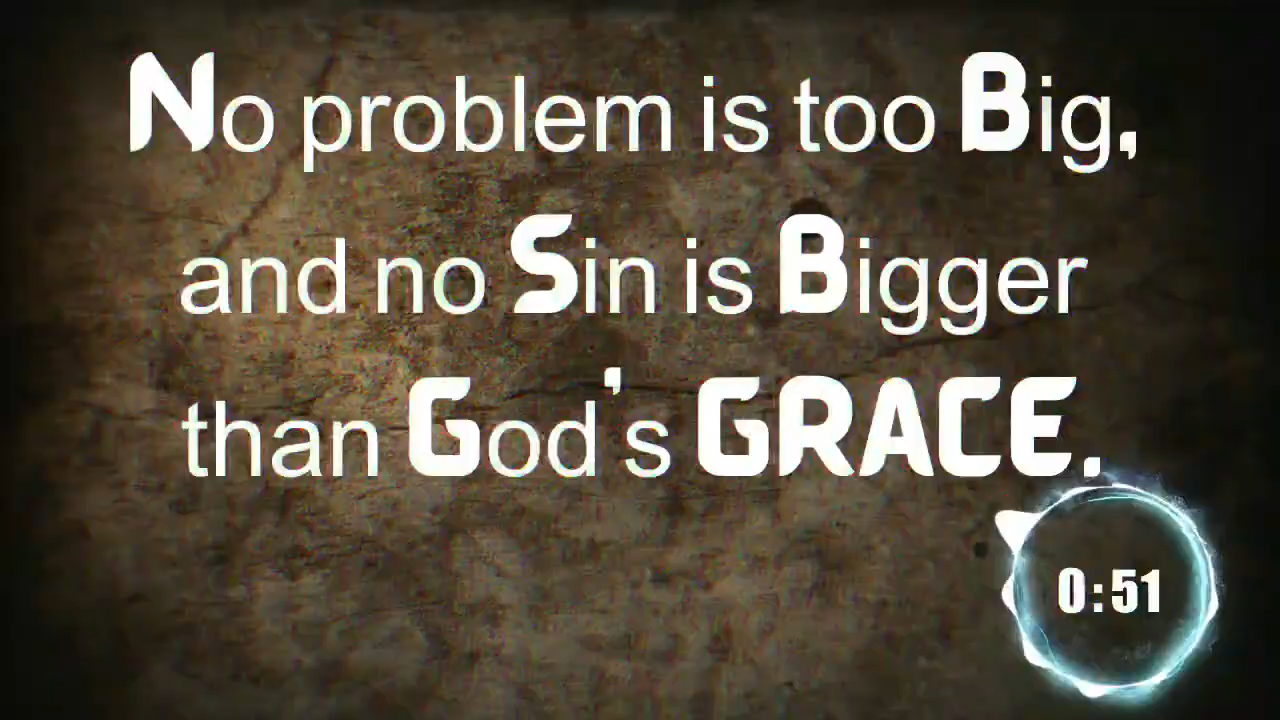 No problem is too Big,
and no Sin is Bigger
than God's GRACE.
0:51